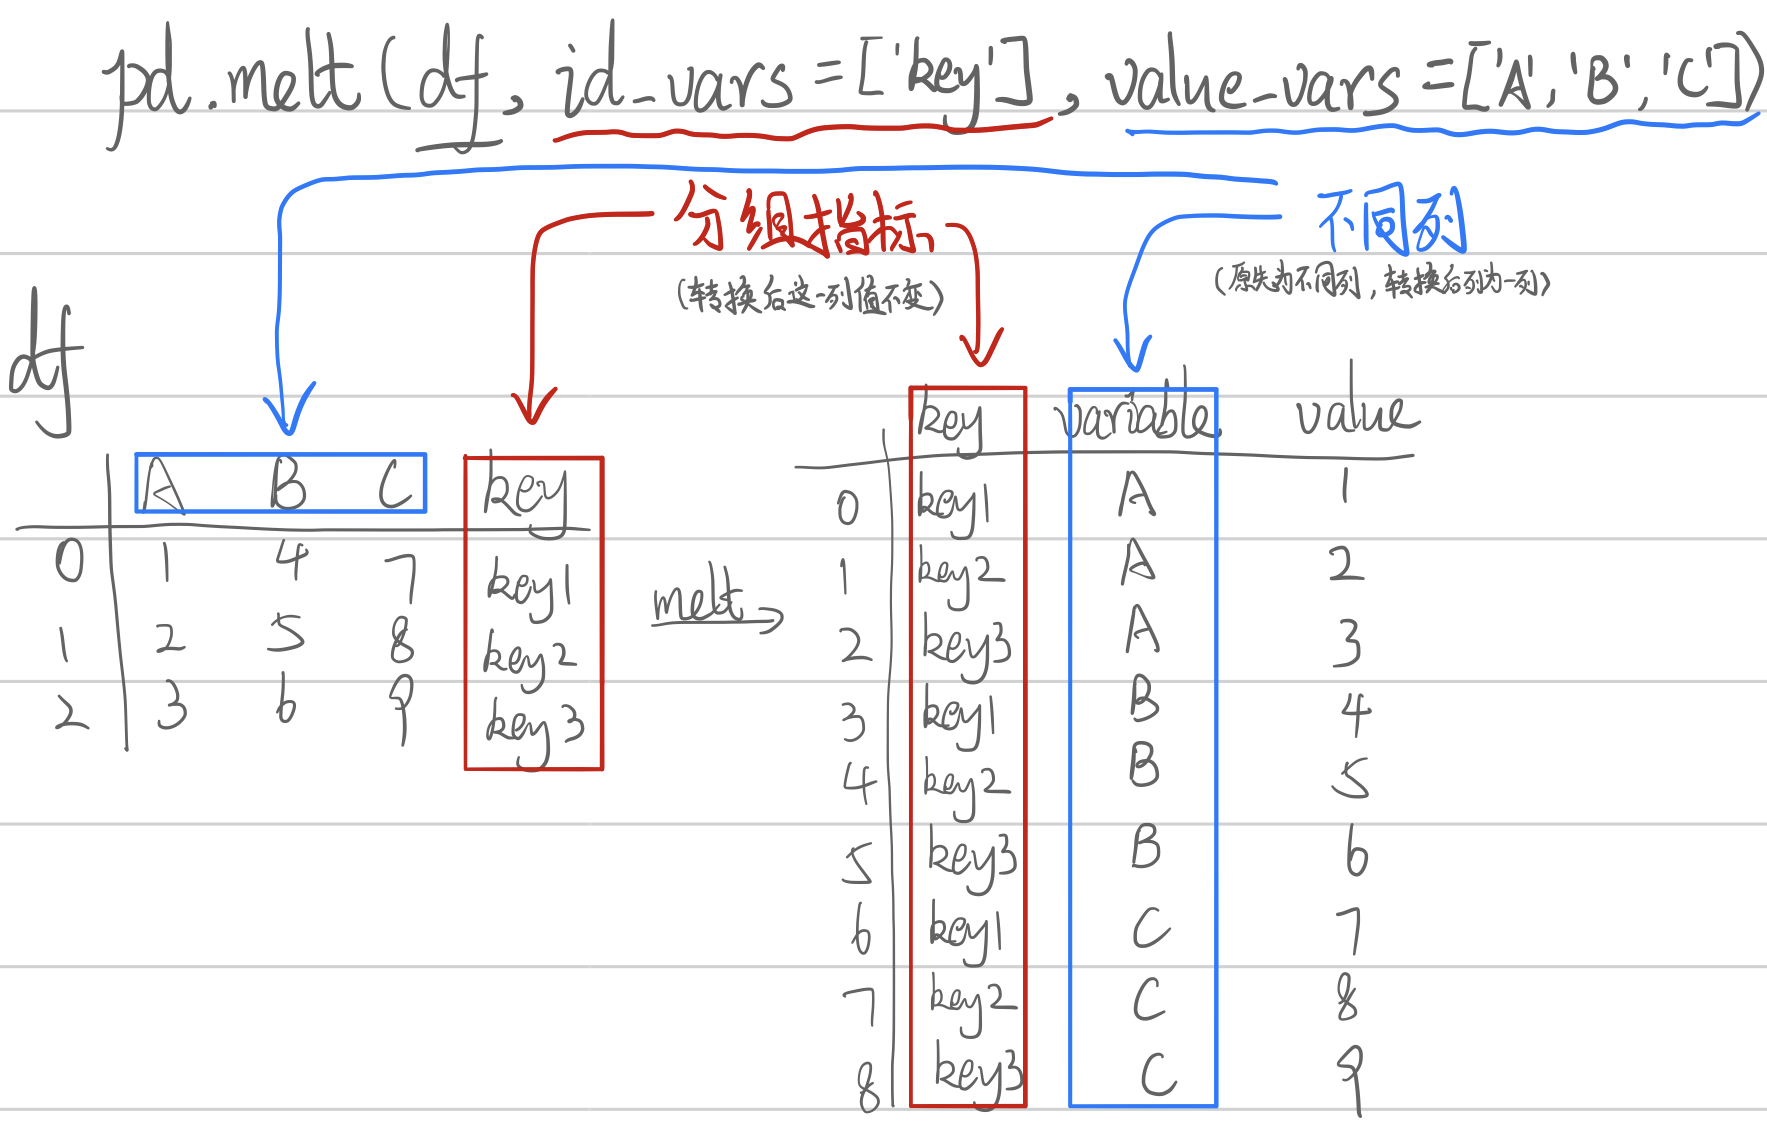 pd.melt(df, id_vars=['key'], value_vars=['A','B','C'])
分组指标 不同列
(转换后这一列值不变) (原先为不同列,转换后列为一列)
df
A B C key
0 1 4 7 key1
1 2 5 8 key2
2 3 6 9 key3
melt
key variable value
0 key1 A 1
1 key2 A 2
2 key3 A 3
3 key1 B 4
4 key2 B 5
5 key3 B 6
6 key1 C 7
7 key2 C 8
8 key3 C 9